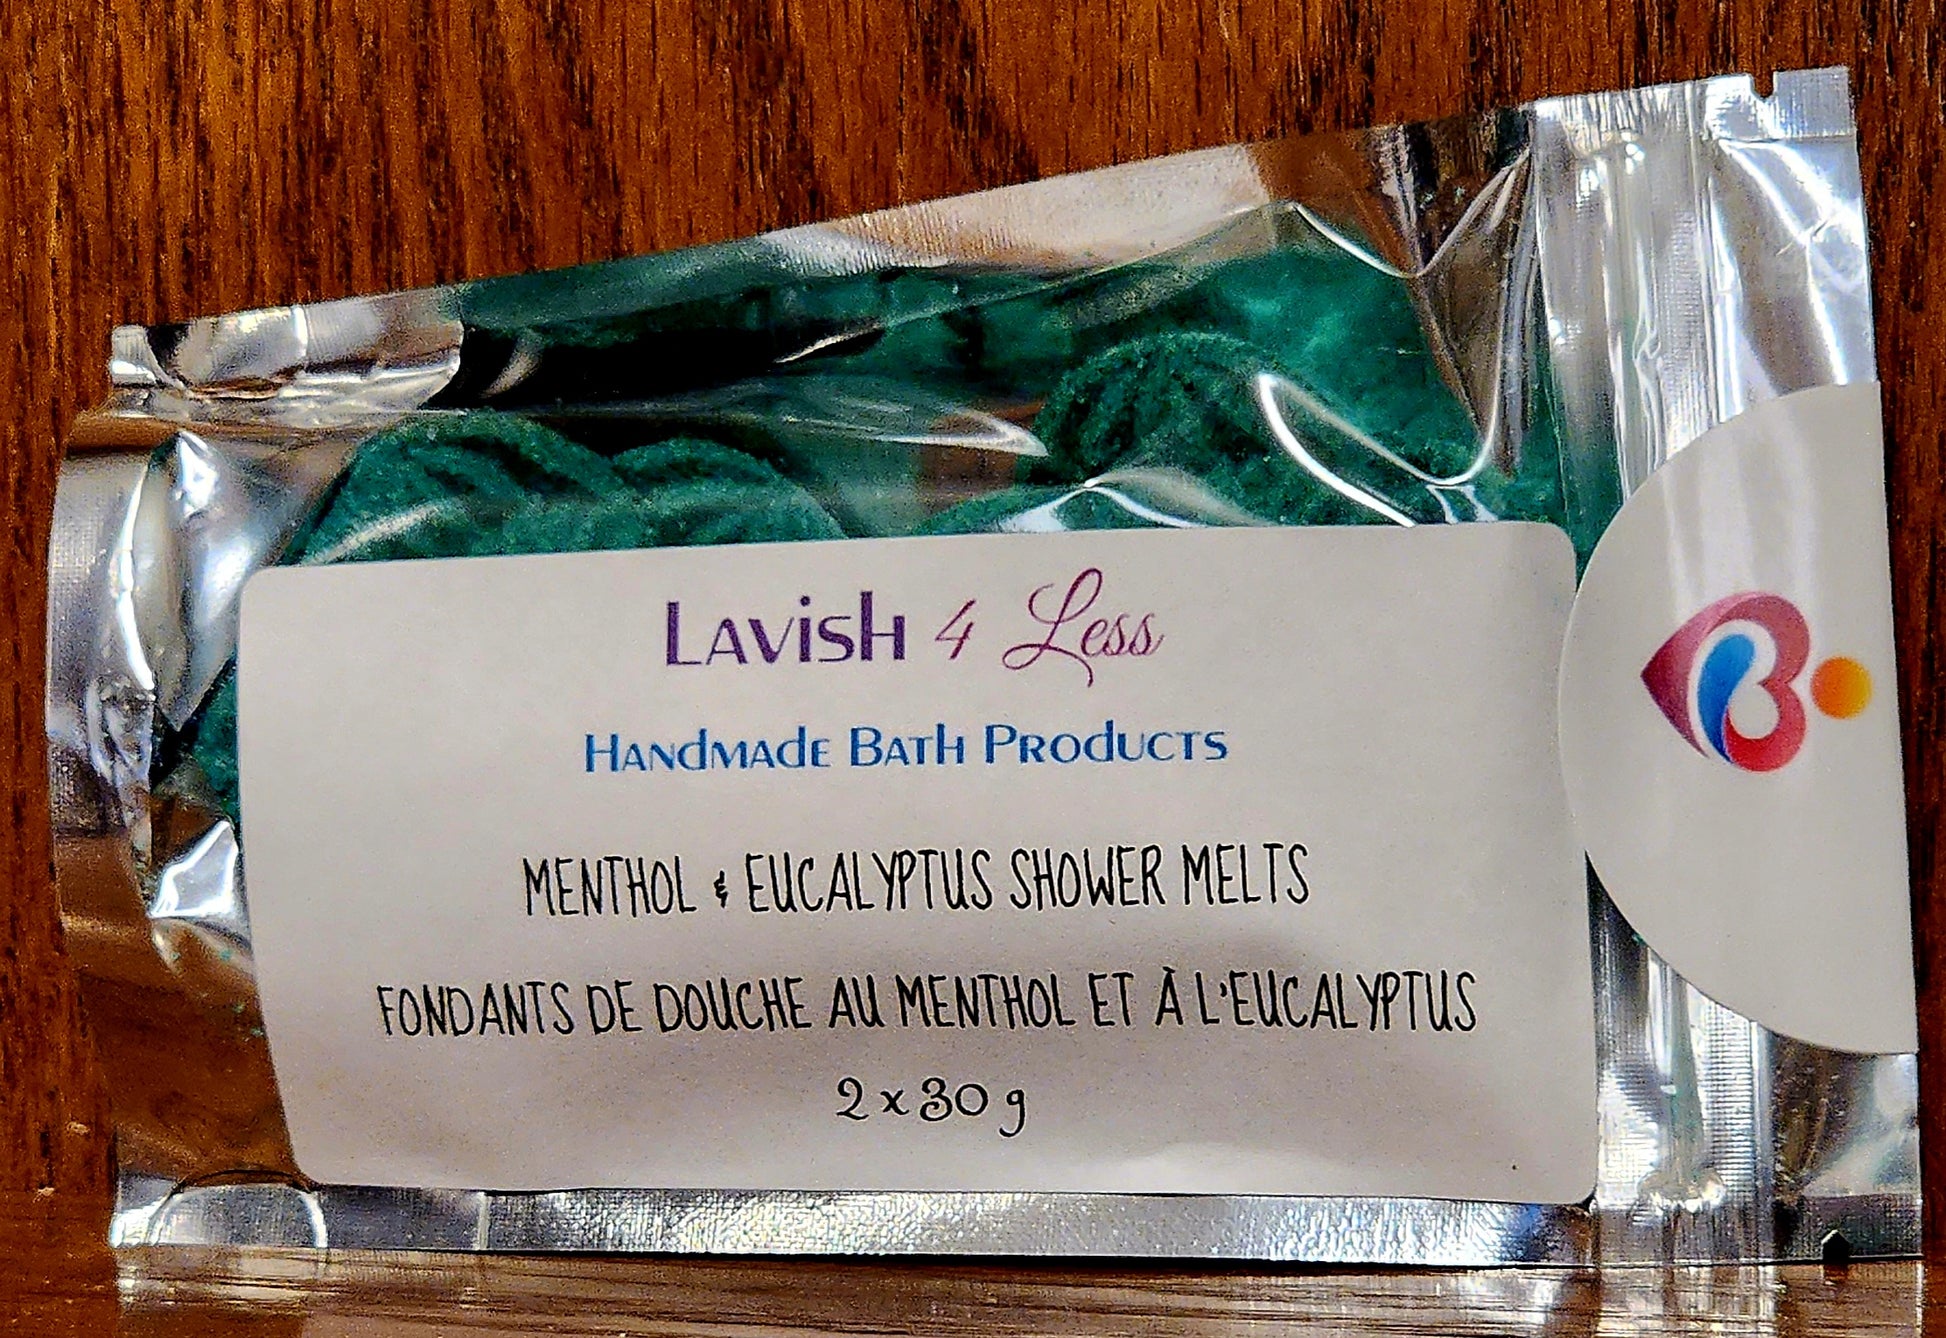 Lavish 4 Less
Handmade Bath Products
MENTHOL & EUCALYPTUS SHOWER MELTS
FONDANTS DE DOUCHE AU MENTHOL ET À L'EUCALYPTUS
2 x 30 g